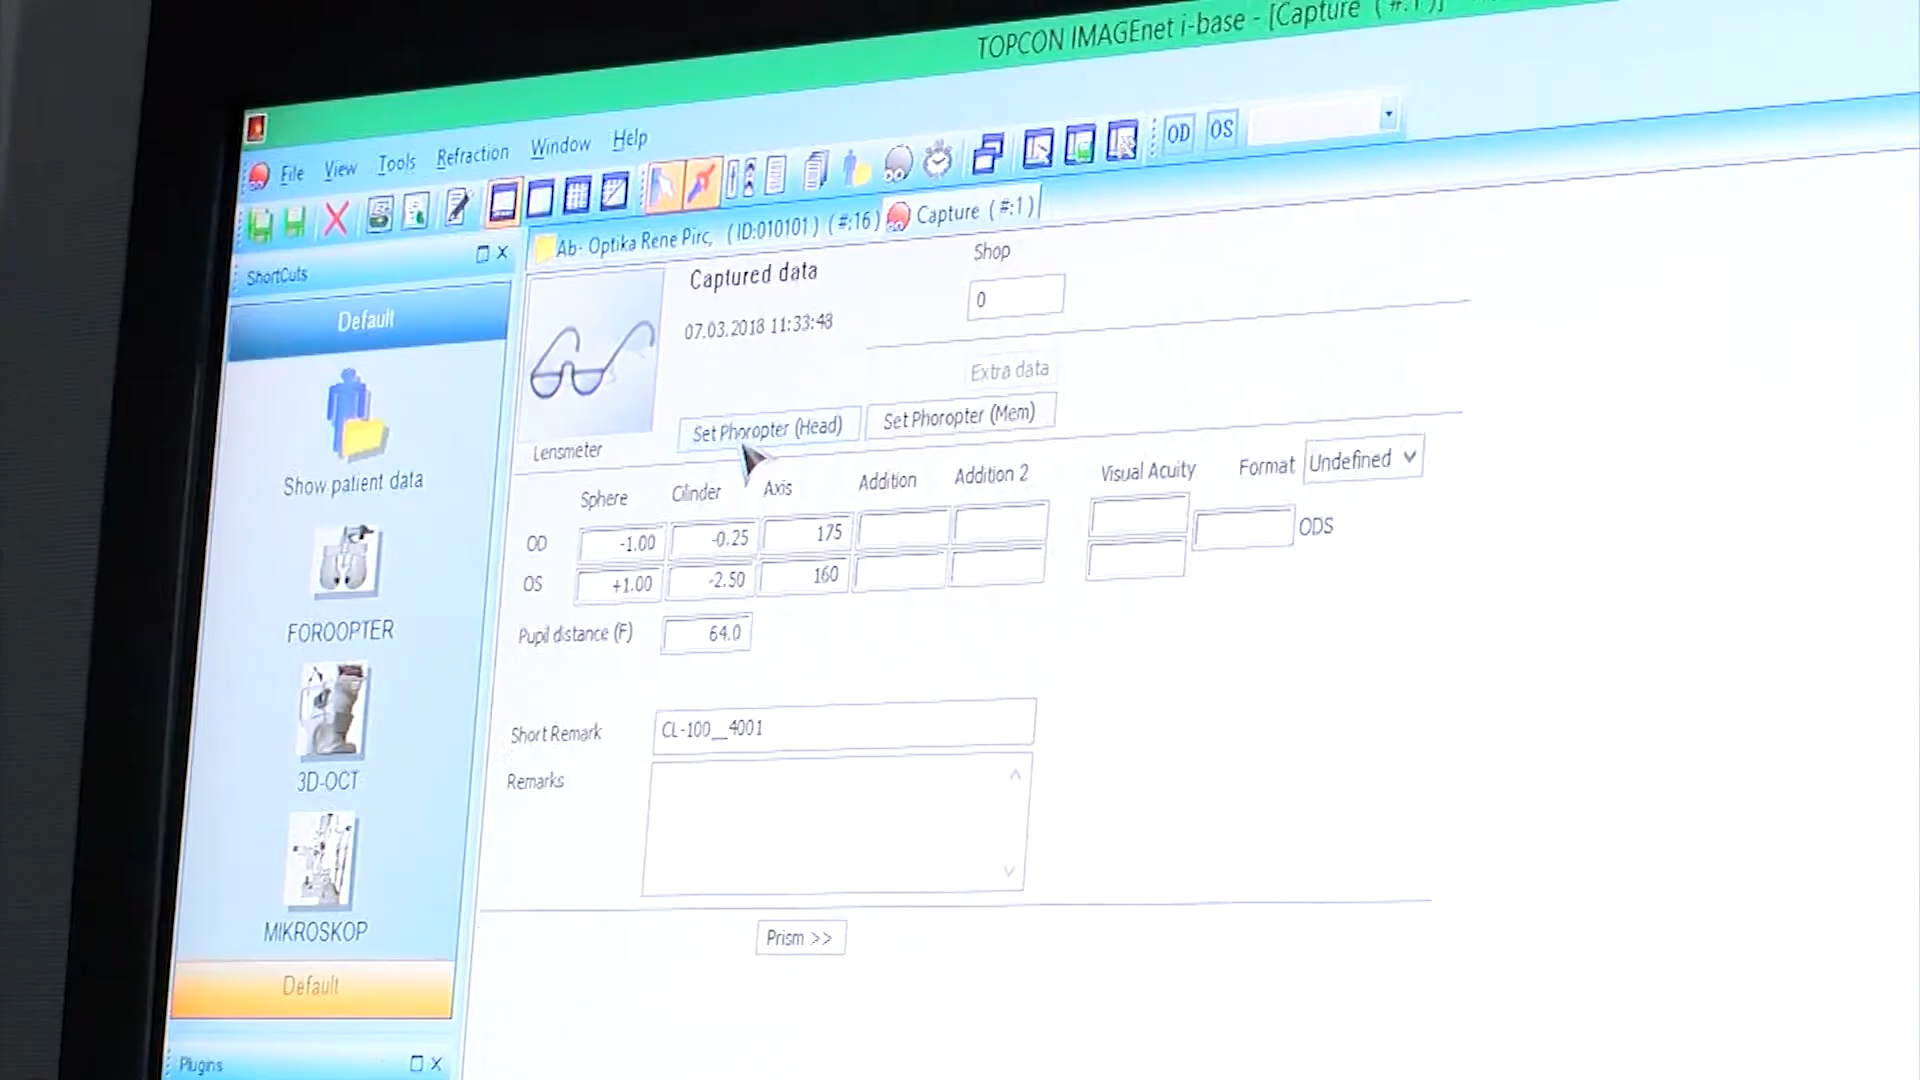 TOPCON IMAGEnet i-base - [Capture ( #:1 )]
File View Tools Refraction Window Help
OD OS
Ab- Optika Rene Pirc, ( ID:010101 ) ( #:16 ) Capture ( #:1 )
ShortCuts
Default
Show patient data
FOROOPTER
3D-OCT
MIKROSKOP
Default
Plugins
Captured data
Shop
07.03.2018 11:33:48
0
Extra data
Set Phoropter (Head) Set Phoropter (Mem)
Lensmeter
Sphere Cilinder Axis Addition Addition 2 Visual Acuity Format Undefined
OD -1.00 -0.25 175 ODS
OS +1.00 -2.50 160
Pupil distance (F) 64.0
Short Remark CL-100__4001
Remarks
Prism >>